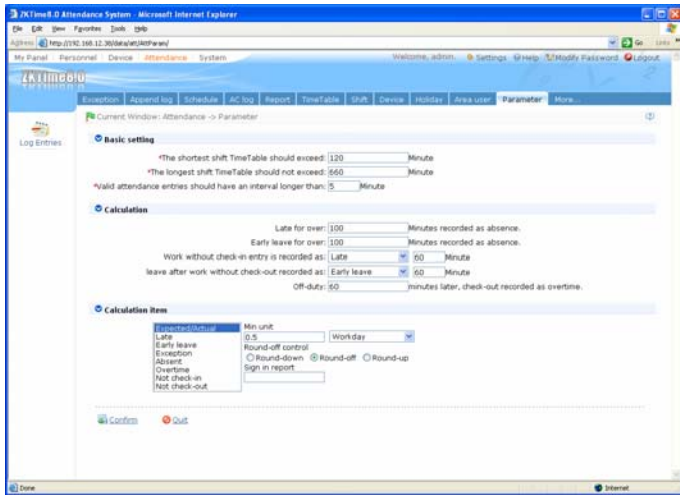 ZKTime8.0 Attendance System - Microsoft Internet Explorer
File Edit View Favorites Tools Help
Address http://192.168.12.38/data/att/AttParam/ Go Links
My Panel Personnel Device Attendance System Welcome, admin. Settings Help Modify Password Logout
ZKTime8.0
Exception Append log Schedule AC log Report TimeTable Shift Device Holiday Area user Parameter More...
Current Window: Attendance -> Parameter
Log Entries
Basic setting
*The shortest shift TimeTable should exceed: 120 Minute
*The longest shift TimeTable should not exceed: 660 Minute
*Valid attendance entries should have an interval longer than: 5 Minute
Calculation
Late for over: 100 Minutes recorded as absence.
Early leave for over: 100 Minutes recorded as absence.
Work without check-in entry is recorded as: Late 60 Minute
leave after work without check-out recorded as: Early leave 60 Minute
Off-duty: 60 minutes later, check-out recorded as overtime.
Calculation item
Expected/Actual Min unit
Late 0.5 Workday
Early leave Round-off control
Exception Round-down Round-off Round-up
Absent Sign in report
Overtime
Not check-in
Not check-out
Confirm Quit
Done Internet